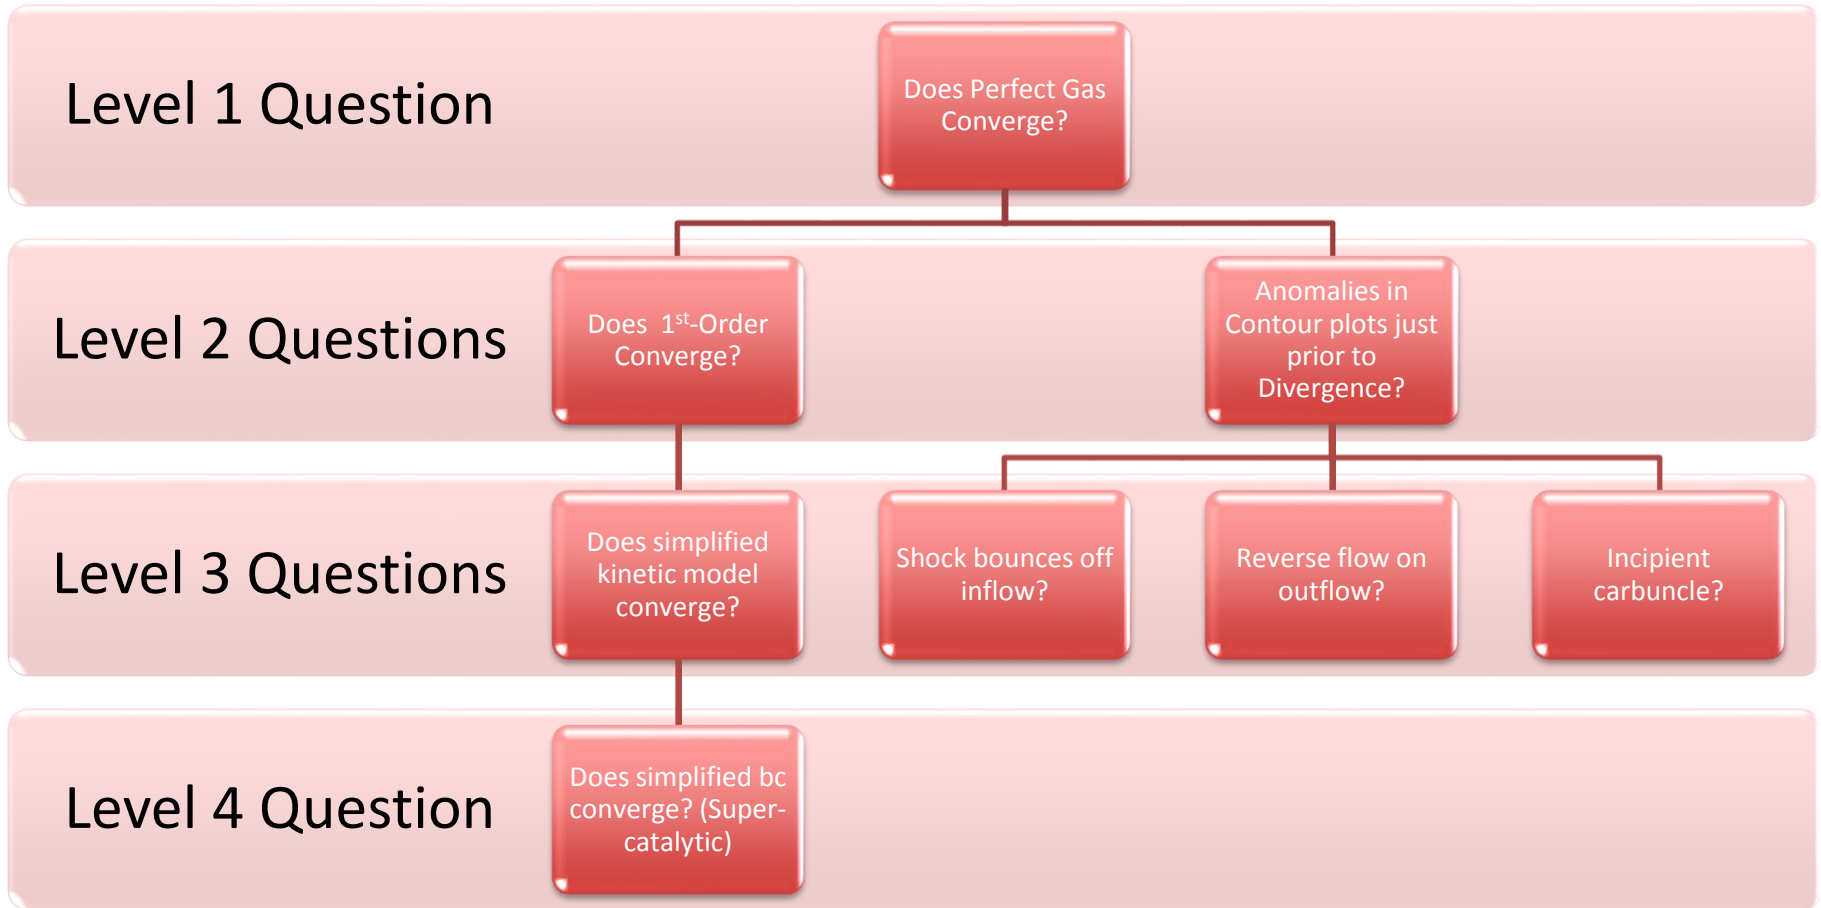 Level 1 Question
Does Perfect Gas
Converge?
Level 2 Questions
Does 1st-Order
Converge?
Anomalies in
Contour plots just
prior to
Divergence?
Level 3 Questions
Does simplified
kinetic model
converge?
Shock bounces off
inflow?
Reverse flow on
outflow?
Incipient
carbuncle?
Level 4 Question
Does simplified bc
converge? (Super-
catalytic)